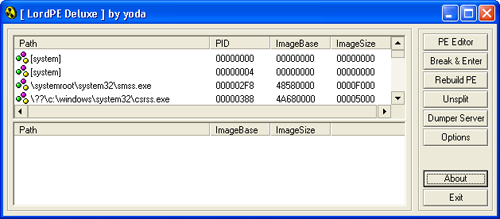 [ LordPE Deluxe ] by yoda
Path PID ImageBase ImageSize
[system] 00000000 00000000 00000000
[system] 00000004 00000000 00000000
\systemroot\system32\smss.exe 000002F8 48580000 0000F000
\??\c:\windows\system32\csrss.exe 00000388 4A680000 00005000
Path ImageBase ImageSize
PE Editor
Break & Enter
Rebuild PE
Unsplit
Dumper Server
Options
About
Exit